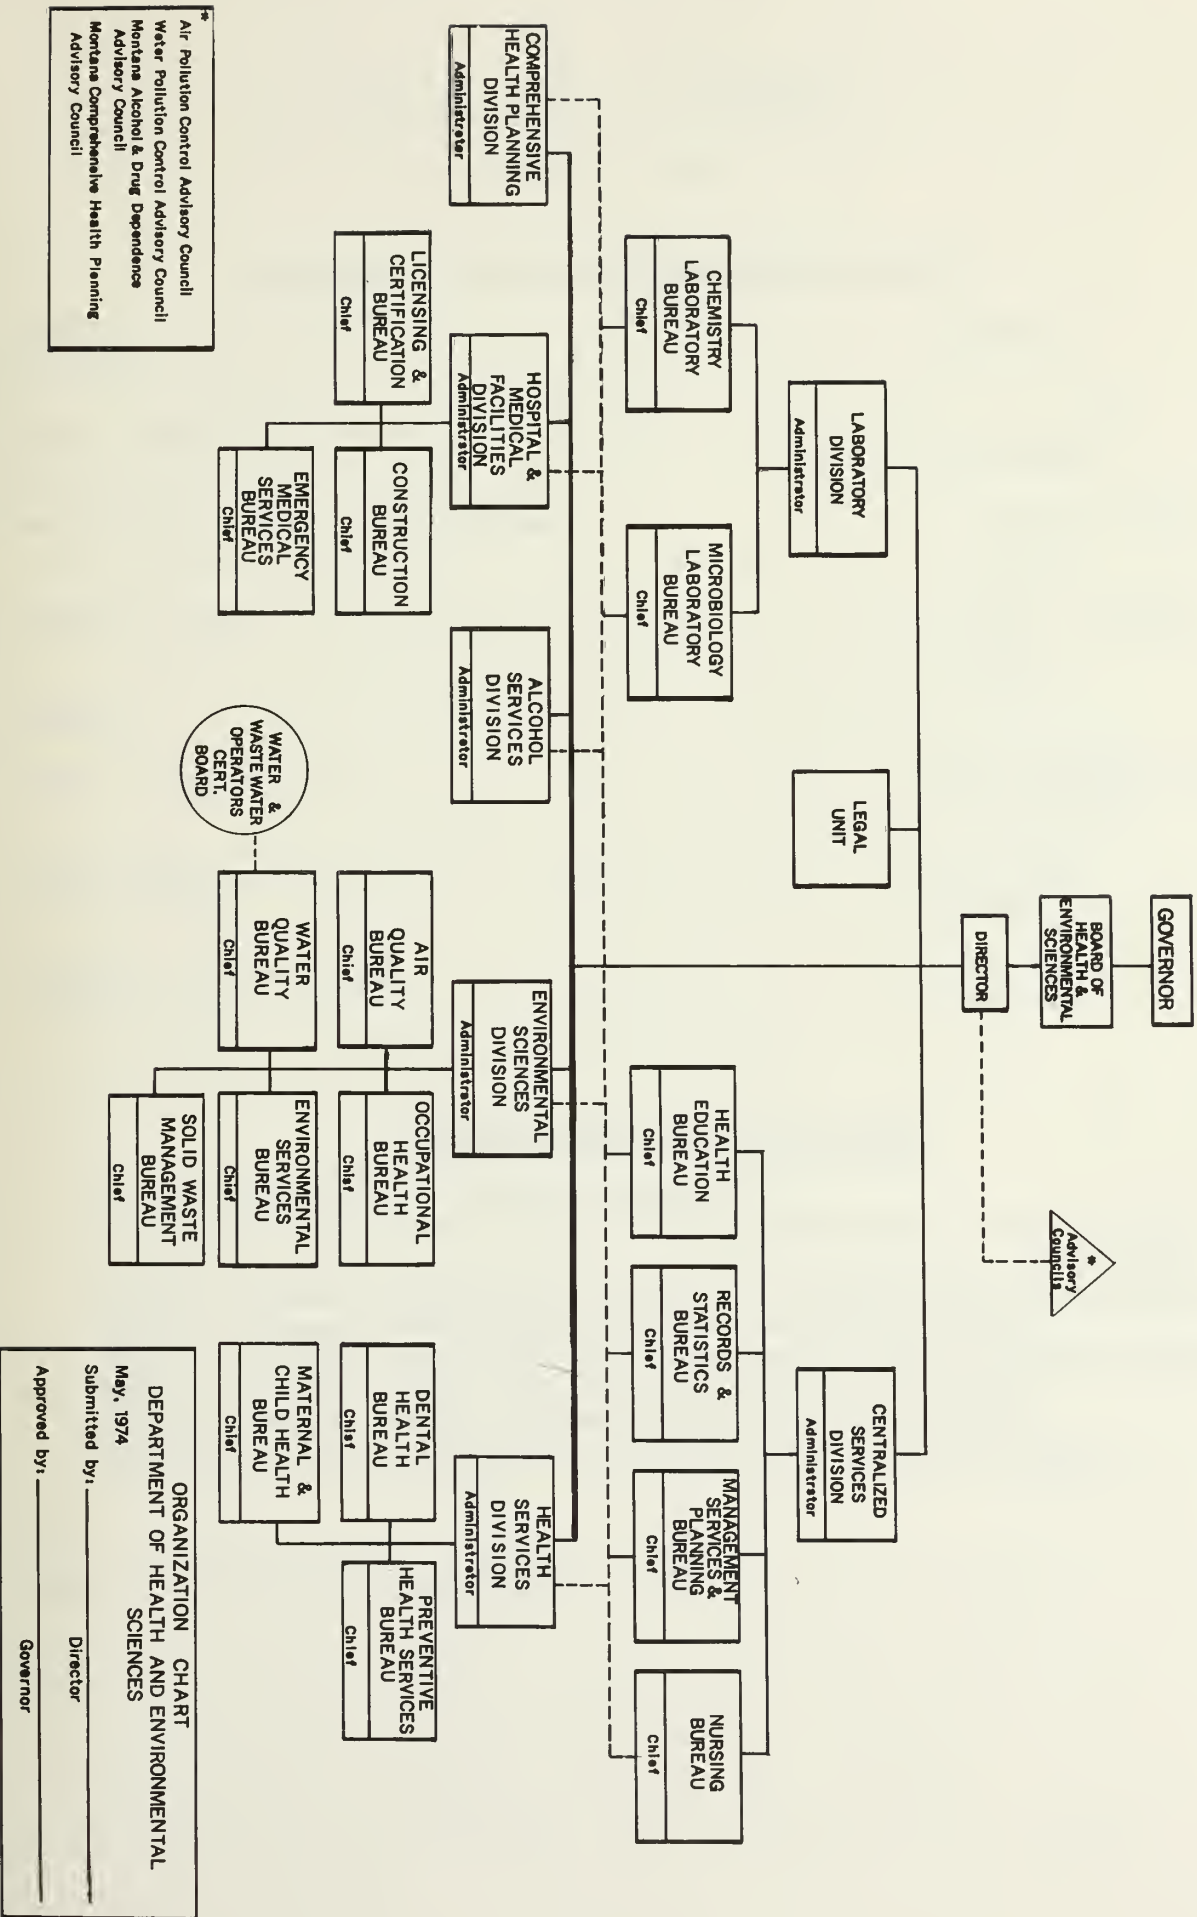 GOVERNOR
BOARD OF
HEALTH &
ENVIRONMENTAL
SCIENCES
DIRECTOR
*
Advisory
Councils
LABORATORY
DIVISION
Administrator
LEGAL
UNIT
CENTRALIZED
SERVICES
DIVISION
Administrator
CHEMISTRY
LABORATORY
BUREAU
Chief
MICROBIOLOGY
LABORATORY
BUREAU
Chief
HEALTH
EDUCATION
BUREAU
Chief
RECORDS &
STATISTICS
BUREAU
Chief
MANAGEMENT
SERVICES &
PLANNING
BUREAU
Chief
NURSING
BUREAU
Chief
COMPREHENSIVE
HEALTH PLANNING
DIVISION
Administrator
HOSPITAL &
MEDICAL
FACILITIES
DIVISION
Administrator
ALCOHOL
SERVICES
DIVISION
Administrator
ENVIRONMENTAL
SCIENCES
DIVISION
Administrator
HEALTH
SERVICES
DIVISION
Administrator
LICENSING &
CERTIFICATION
BUREAU
Chief
CONSTRUCTION
BUREAU
Chief
EMERGENCY
MEDICAL
SERVICES
BUREAU
Chief
AIR
QUALITY
BUREAU
Chief
OCCUPATIONAL
HEALTH
BUREAU
Chief
WATER &
WASTE WATER
OPERATORS
CERT.
BOARD
WATER
QUALITY
BUREAU
Chief
ENVIRONMENTAL
SERVICES
BUREAU
Chief
SOLID WASTE
MANAGEMENT
BUREAU
Chief
DENTAL
HEALTH
BUREAU
Chief
PREVENTIVE
HEALTH SERVICES
BUREAU
Chief
MATERNAL &
CHILD HEALTH
BUREAU
Chief
*
Air Pollution Control Advisory Council
Water Pollution Control Advisory Council
Montana Alcohol & Drug Dependence
Advisory Council
Montana Comprehensive Health Planning
Advisory Council
ORGANIZATION CHART
DEPARTMENT OF HEALTH AND ENVIRONMENTAL
SCIENCES
May, 1974
Submitted by:
Director
Approved by:
Governor